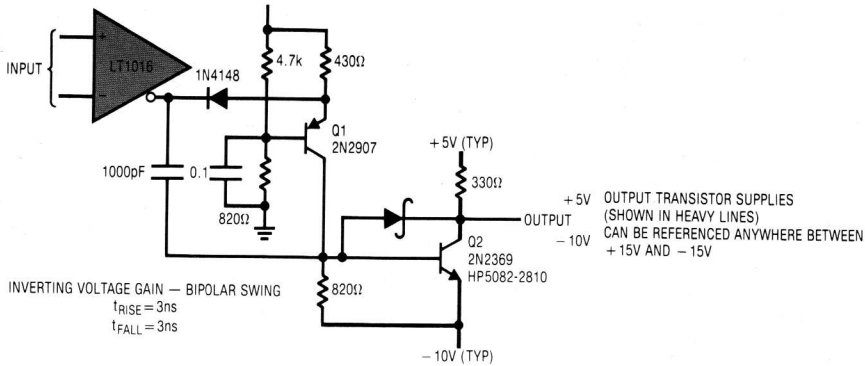 4.7k
430Ω
1N4148
INPUT
+
LT1016
−
Q1
2N2907
1000pF
0.1
820Ω
+5V (TYP)
330Ω
OUTPUT
+5V
−10V
OUTPUT TRANSISTOR SUPPLIES
(SHOWN IN HEAVY LINES)
CAN BE REFERENCED ANYWHERE BETWEEN
+15V AND −15V
Q2
2N2369
HP5082-2810
820Ω
INVERTING VOLTAGE GAIN — BIPOLAR SWING
tRISE = 3ns
tFALL = 3ns
−10V (TYP)